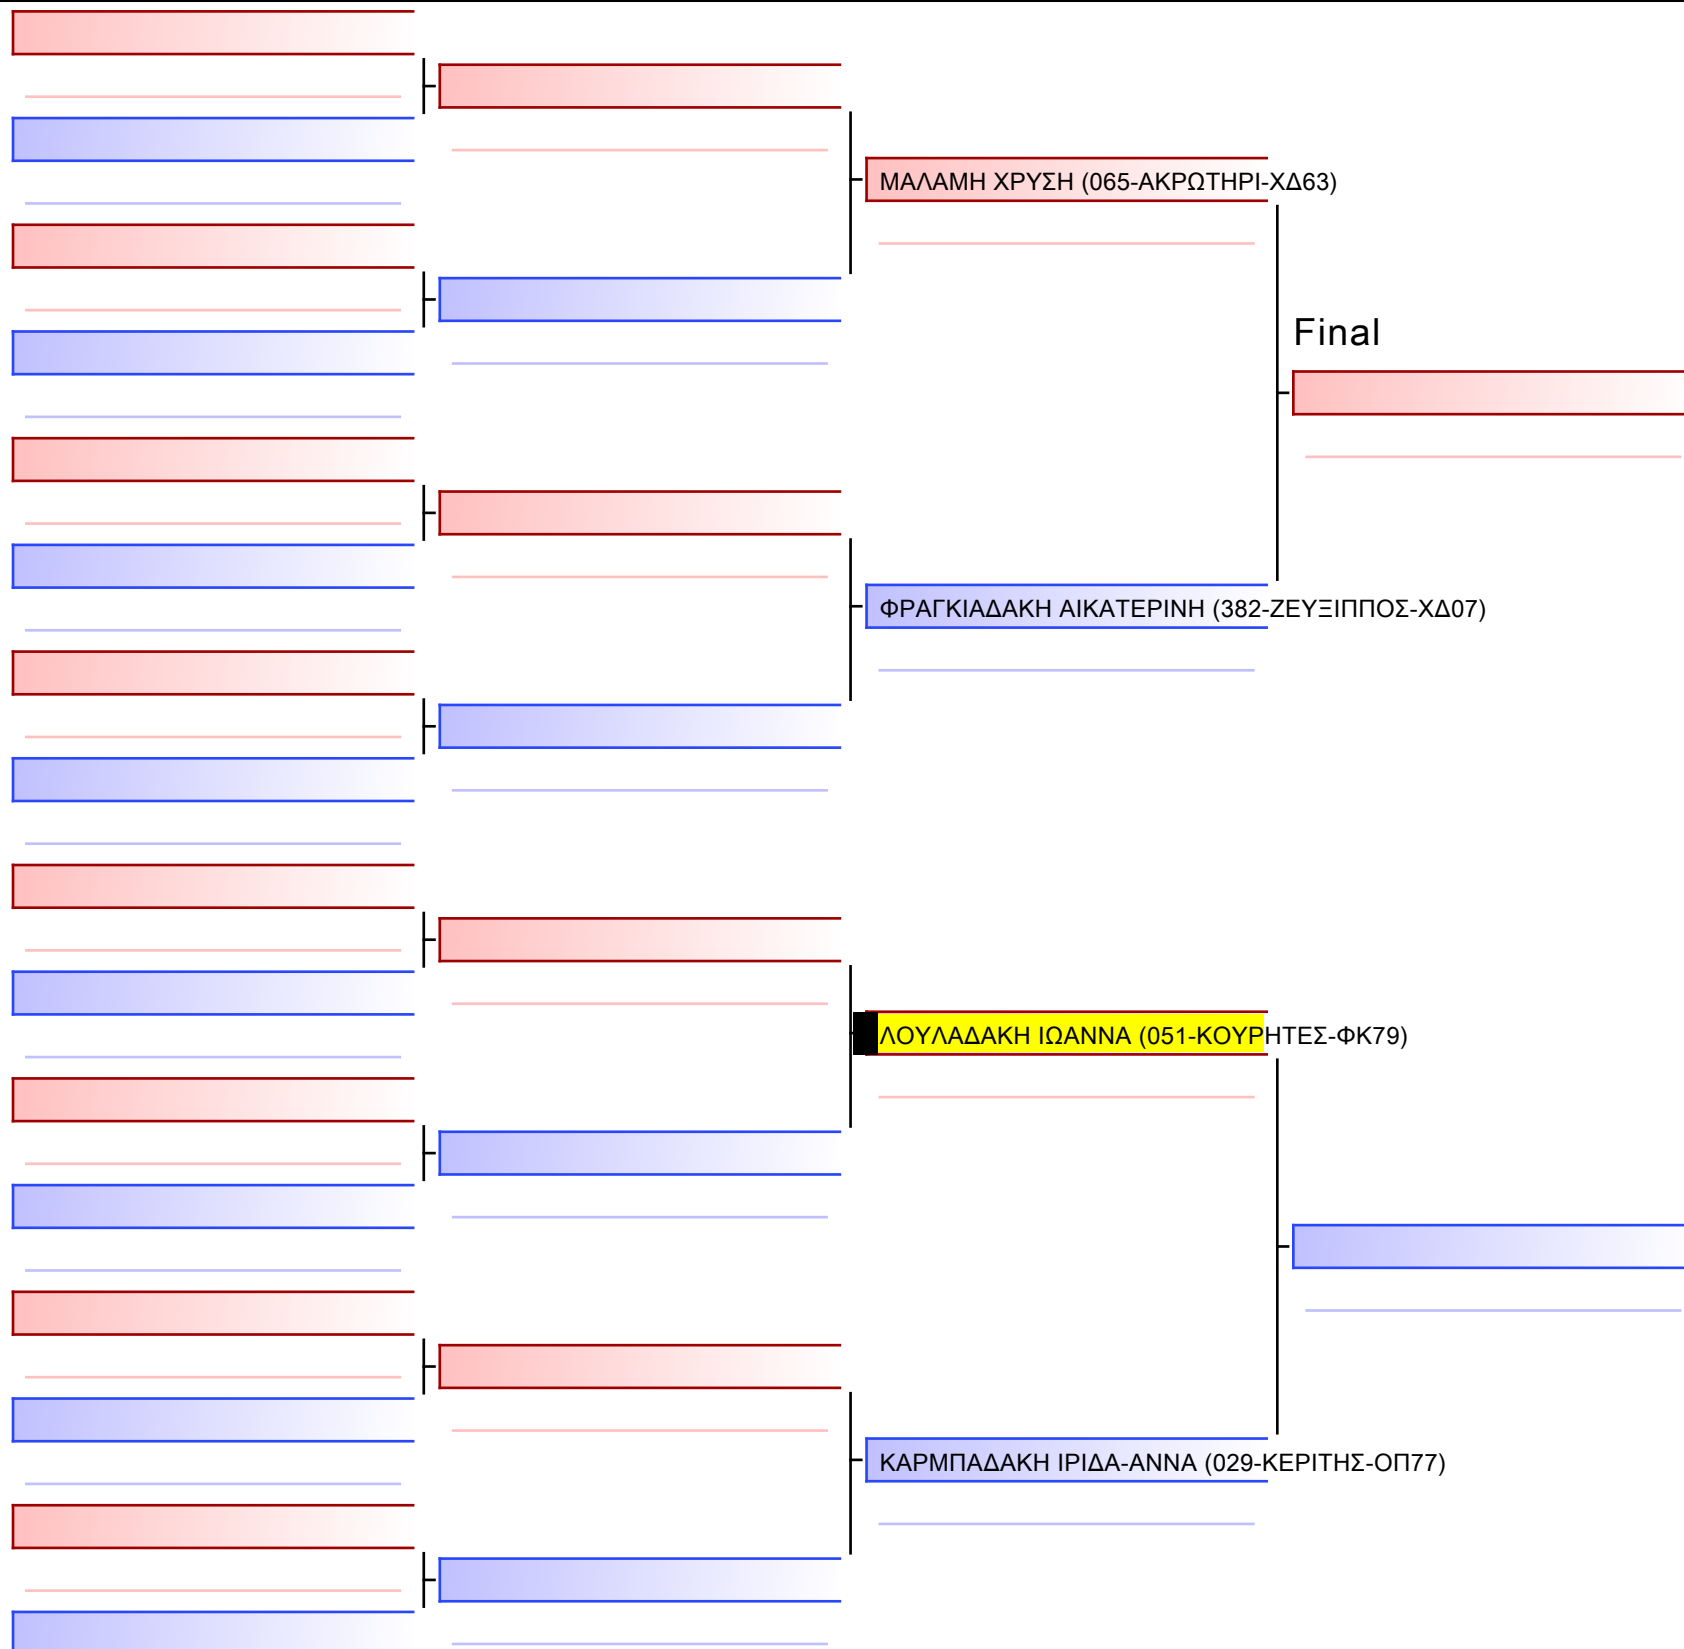 ΜΑΛΑΜΗ ΧΡΥΣΗ (065-ΑΚΡΩΤΗΡΙ-ΧΔ63)
Final
ΦΡΑΓΚΙΑΔΑΚΗ ΑΙΚΑΤΕΡΙΝΗ (382-ΖΕΥΞΙΠΠΟΣ-ΧΔ07)
ΛΟΥΛΑΔΑΚΗ ΙΩΑΝΝΑ (051-ΚΟΥΡΗΤΕΣ-ΦΚ79)
ΚΑΡΜΠΑΔΑΚΗ ΙΡΙΔΑ-ΑΝΝΑ (029-ΚΕΡΙΤΗΣ-ΟΠ77)